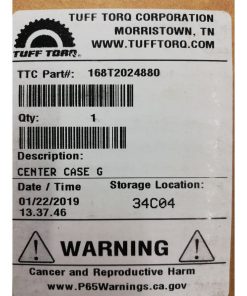 TUFF TORQ CORPORATION
MORRISTOWN, TN
WWW.TUFFTORQ.COM
TUFF TORQ
TTC Part#: 168T2024880
Qty: 1
Description:
CENTER CASE G
Date / Time Storage Location:
01/22/2019 34C04
13.37.46
WARNING
Cancer and Reproductive Harm
www.P65Warnings.ca.gov